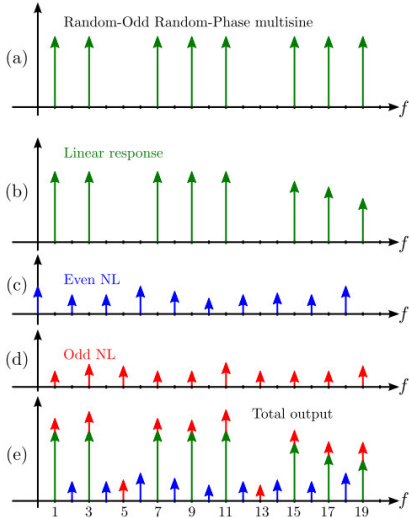 Random-Odd Random-Phase multisine
(a)
f
Linear response
(b)
f
Even NL
(c)
f
Odd NL
(d)
f
Total output
(e)
f
1 3 5 7 9 11 13 15 17 19